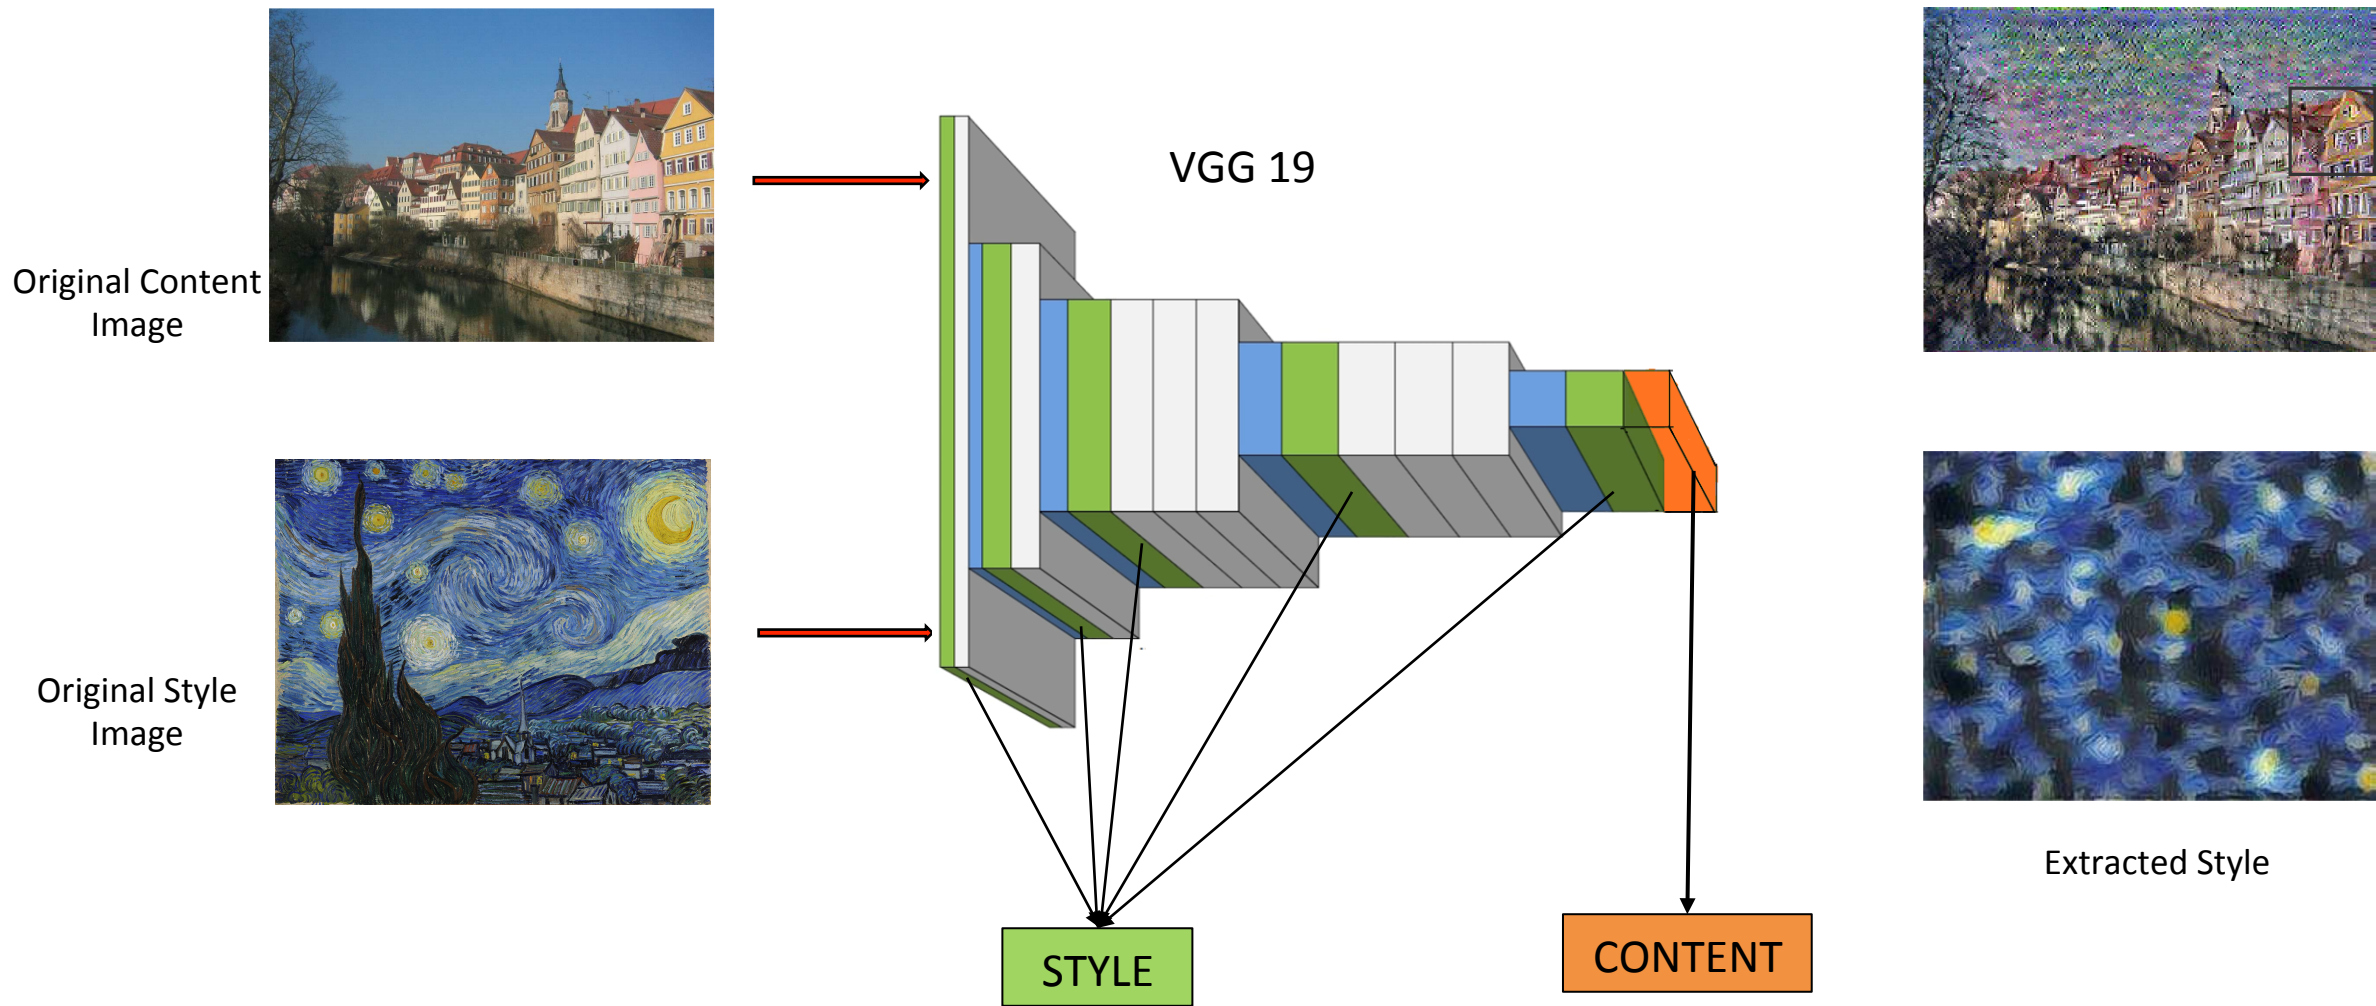 VGG 19
Original Content
Image
Original Style
Image
Extracted Style
STYLE
CONTENT